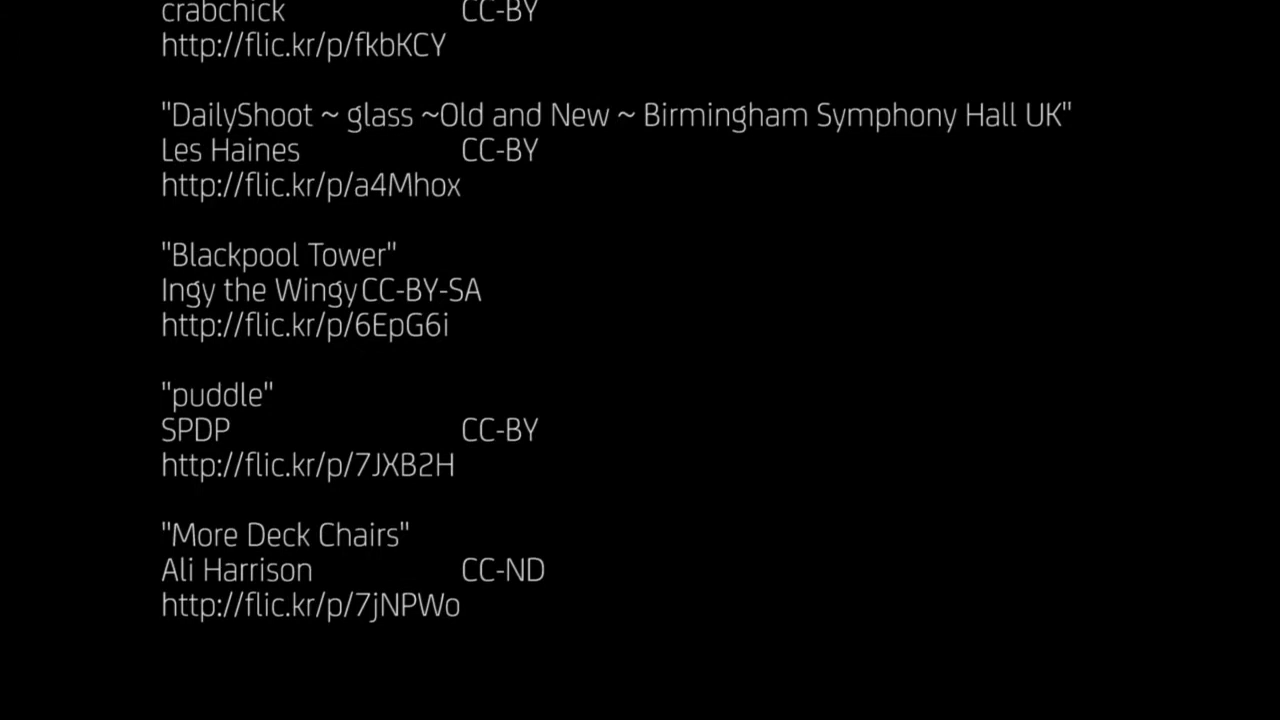 crabchick CC-BY
http://flic.kr/p/fkbKCY
"DailyShoot ~ glass ~Old and New ~ Birmingham Symphony Hall UK"
Les Haines CC-BY
http://flic.kr/p/a4Mhox
"Blackpool Tower"
Ingy the Wingy CC-BY-SA
http://flic.kr/p/6EpG6i
"puddle"
SPDP CC-BY
http://flic.kr/p/7JXB2H
"More Deck Chairs"
Ali Harrison CC-ND
http://flic.kr/p/7jNPWo